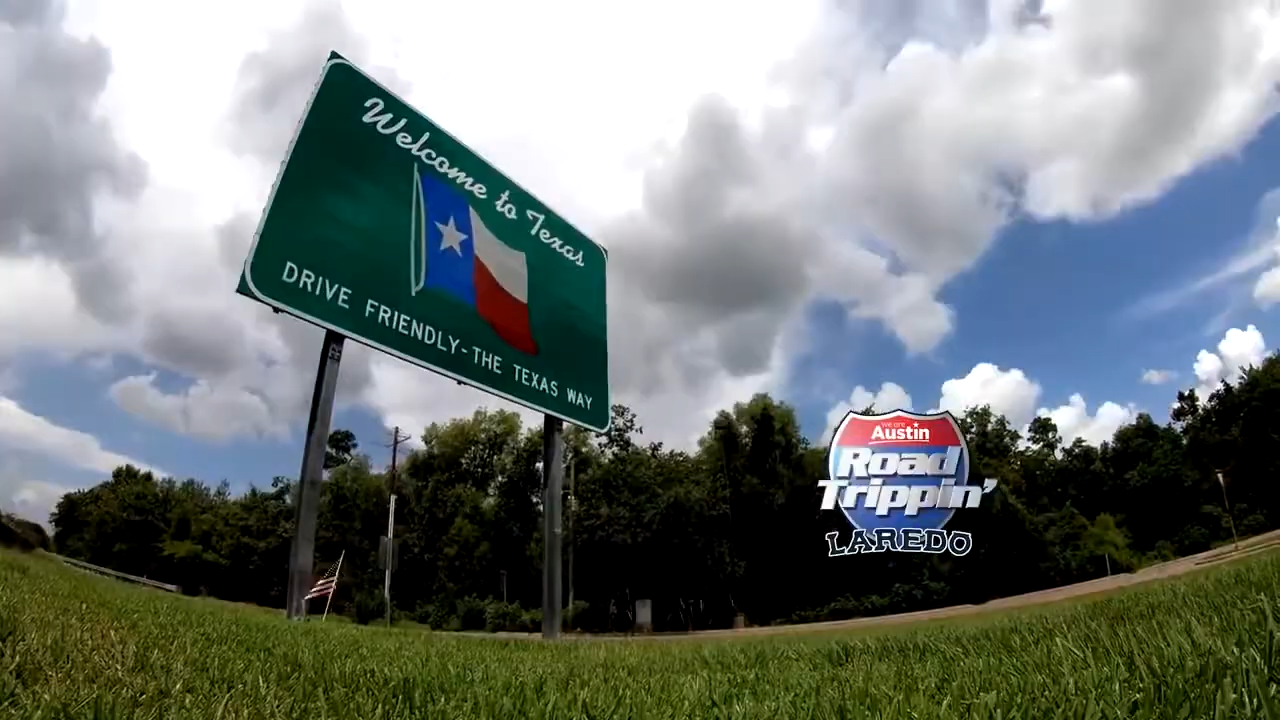 Welcome to Texas
DRIVE FRIENDLY-THE TEXAS WAY
we are
Austin
Road
Trippin'
LAREDO